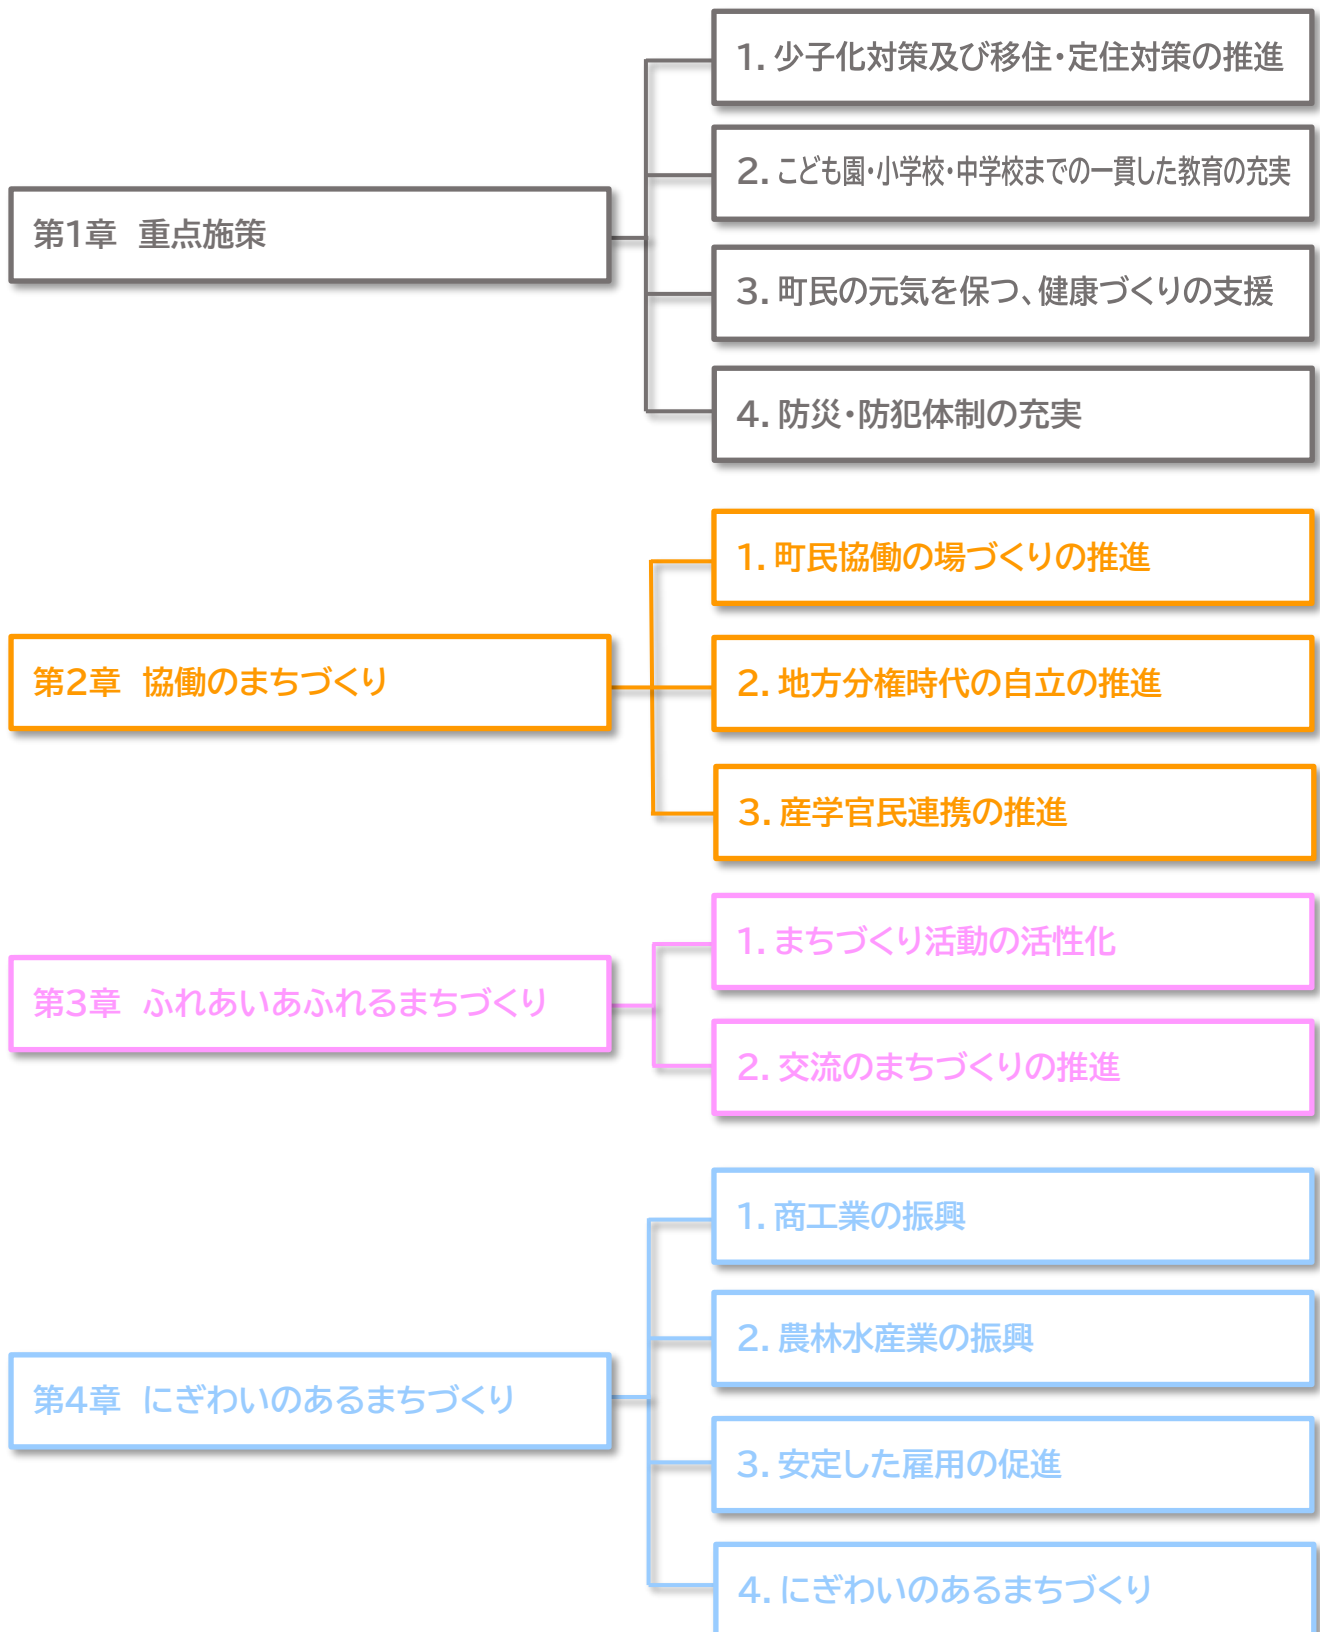 第1章 重点施策
1. 少子化対策及び移住・定住対策の推進
2. こども園・小学校・中学校までの一貫した教育の充実
3. 町民の元気を保つ、健康づくりの支援
4. 防災・防犯体制の充実
第2章 協働のまちづくり
1. 町民協働の場づくりの推進
2. 地方分権時代の自立の推進
3. 産学官民連携の推進
第3章 ふれあいあふれるまちづくり
1. まちづくり活動の活性化
2. 交流のまちづくりの推進
第4章 にぎわいのあるまちづくり
1. 商工業の振興
2. 農林水産業の振興
3. 安定した雇用の促進
4. にぎわいのあるまちづくり